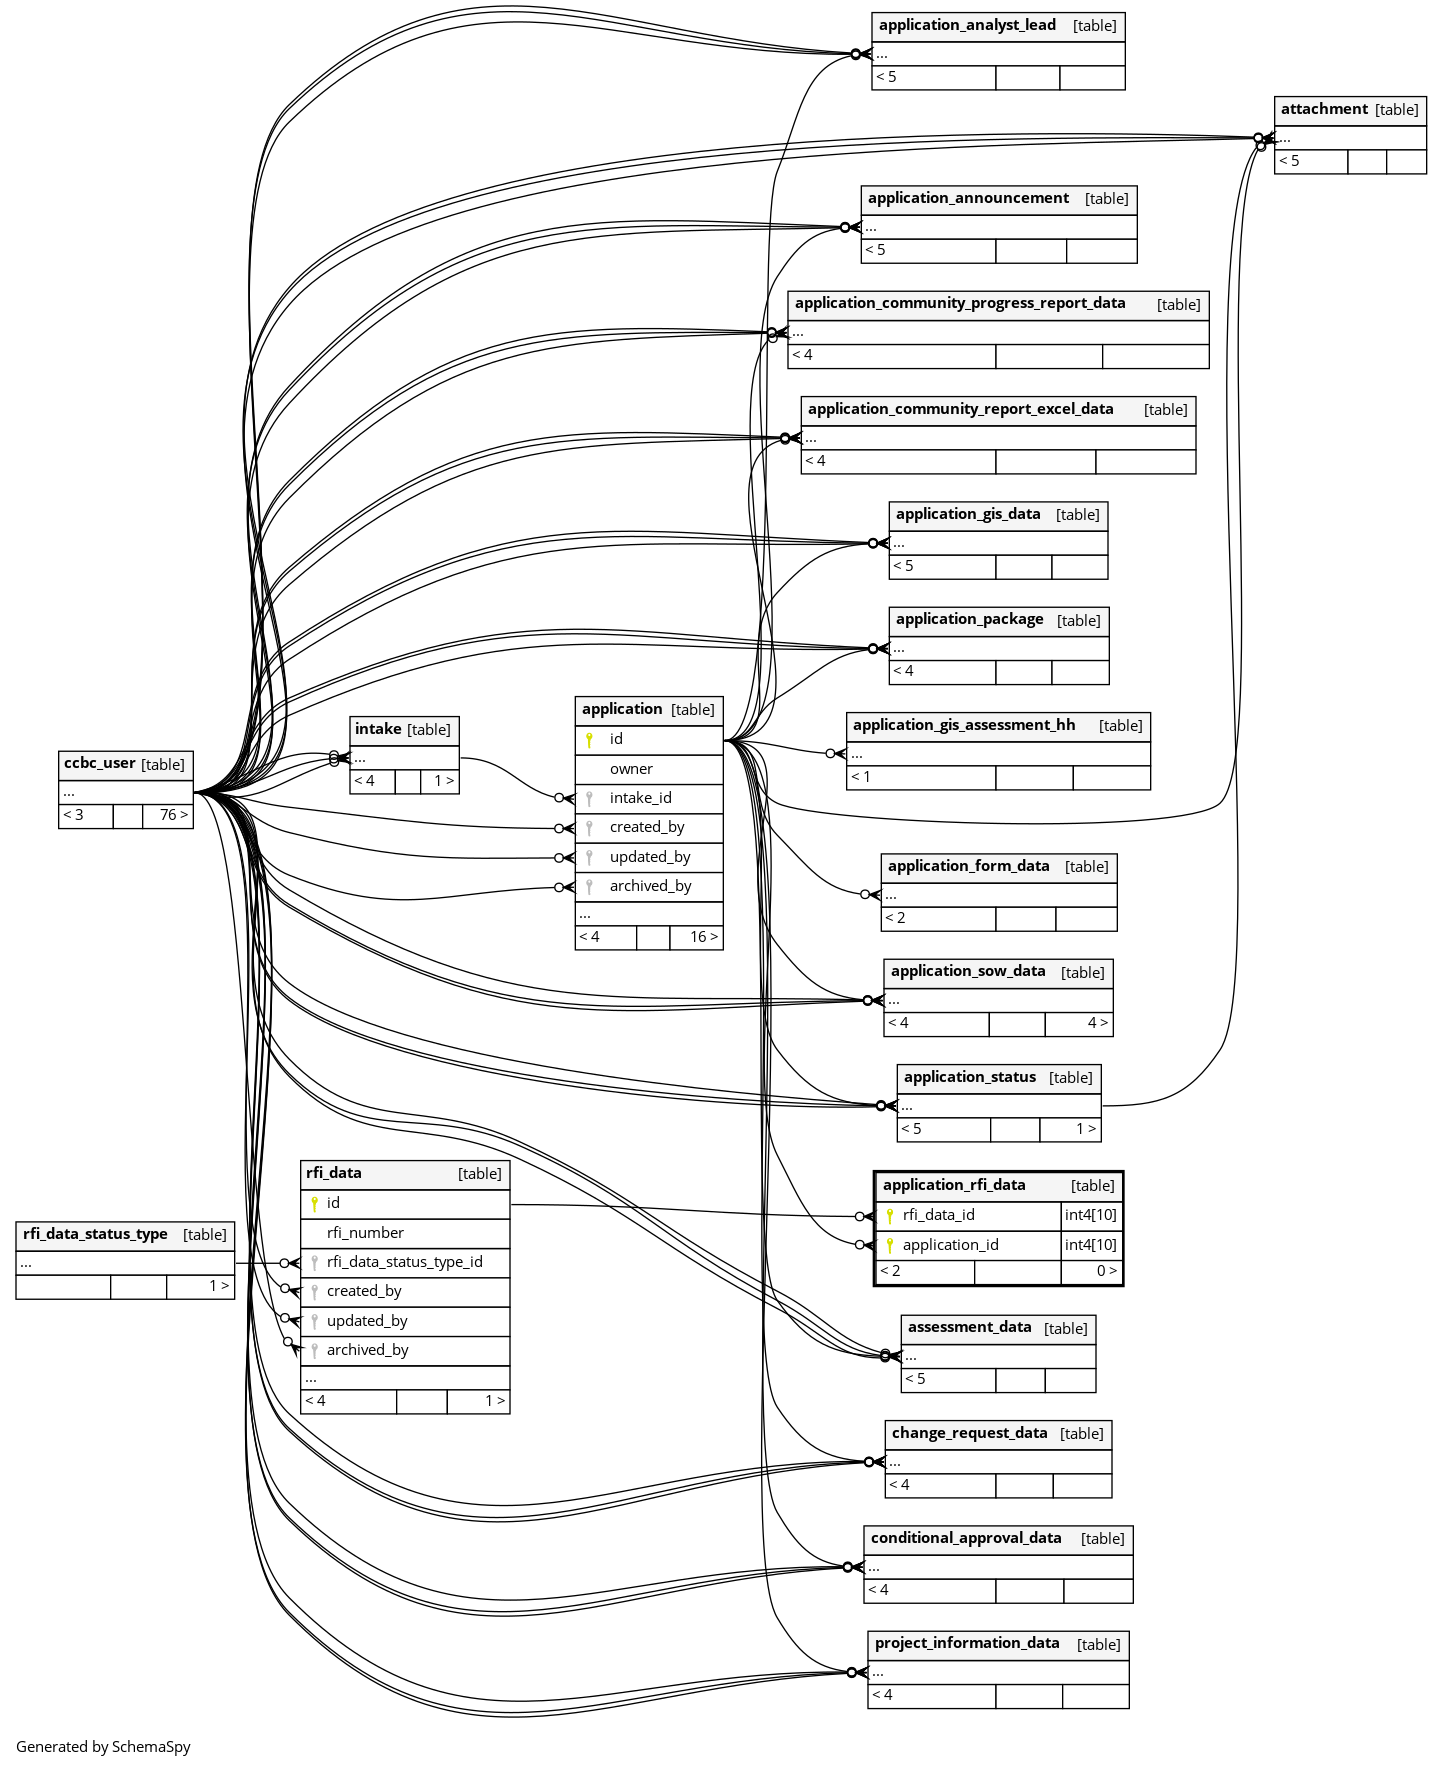 application_analyst_lead [table]
...
< 5
attachment [table]
...
< 5
application_announcement [table]
...
< 5
application_community_progress_report_data [table]
...
< 4
application_community_report_excel_data [table]
...
< 4
application_gis_data [table]
...
< 5
application_package [table]
...
< 4
application_gis_assessment_hh [table]
...
< 1
ccbc_user [table]
...
< 3 76 >
intake [table]
...
< 4 1 >
application [table]
id
owner
intake_id
created_by
updated_by
archived_by
...
< 4 16 >
application_form_data [table]
...
< 2
application_sow_data [table]
...
< 4 4 >
application_status [table]
...
< 5 1 >
rfi_data_status_type [table]
...
1 >
rfi_data [table]
id
rfi_number
rfi_data_status_type_id
created_by
updated_by
archived_by
...
< 4 1 >
application_rfi_data [table]
rfi_data_id int4[10]
application_id int4[10]
< 2 0 >
assessment_data [table]
...
< 5
change_request_data [table]
...
< 4
conditional_approval_data [table]
...
< 4
project_information_data [table]
...
< 4
Generated by SchemaSpy